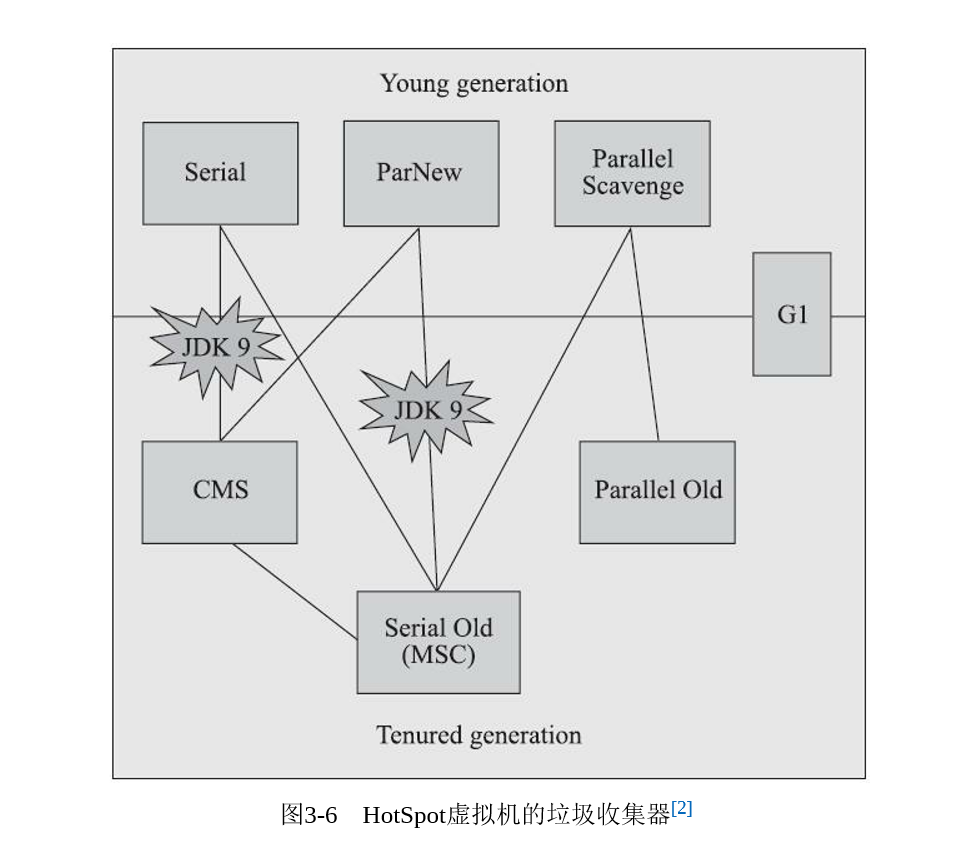 Young generation
Serial
ParNew
Parallel
Scavenge
G1
JDK 9
JDK 9
CMS
Parallel Old
Serial Old
(MSC)
Tenured generation
图3-6 HotSpot虚拟机的垃圾收集器[2]